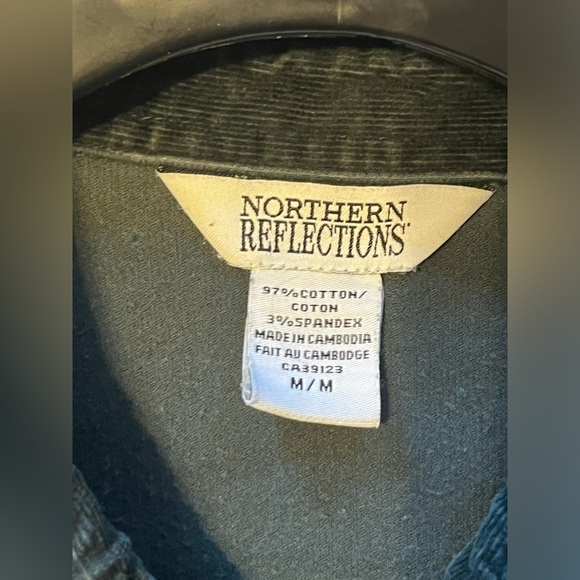 NORTHERN
REFLECTIONS
97%COTTON/
COTON
3%SPANDEX
MADE IN CAMBODIA
FAIT AU CAMBODGE
CA39123
M/M